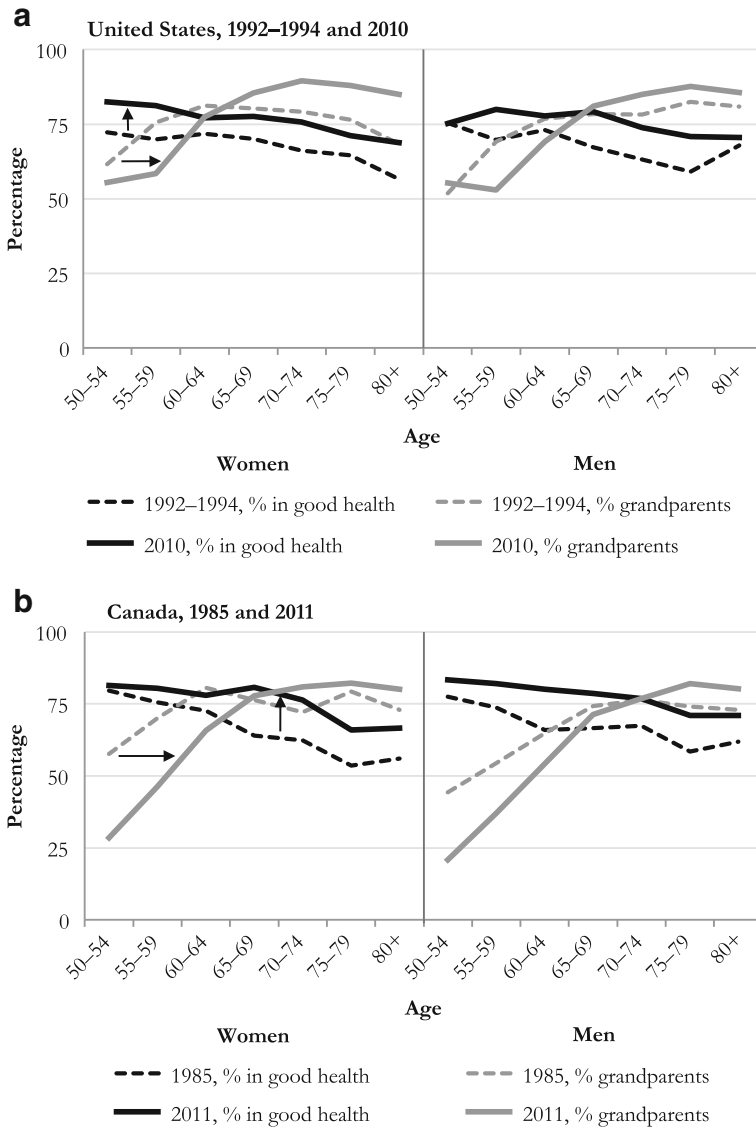 a
United States, 1992–1994 and 2010
100
75
50
25
0
Percentage
50–54 55–59 60–64 65–69 70–74 75–79 80+ 50–54 55–59 60–64 65–69 70–74 75–79 80+
Age
Women Men
1992–1994, % in good health 1992–1994, % grandparents
2010, % in good health 2010, % grandparents
b
Canada, 1985 and 2011
100
75
50
25
0
Percentage
50–54 55–59 60–64 65–69 70–74 75–79 80+ 50–54 55–59 60–64 65–69 70–74 75–79 80+
Age
Women Men
1985, % in good health 1985, % grandparents
2011, % in good health 2011, % grandparents